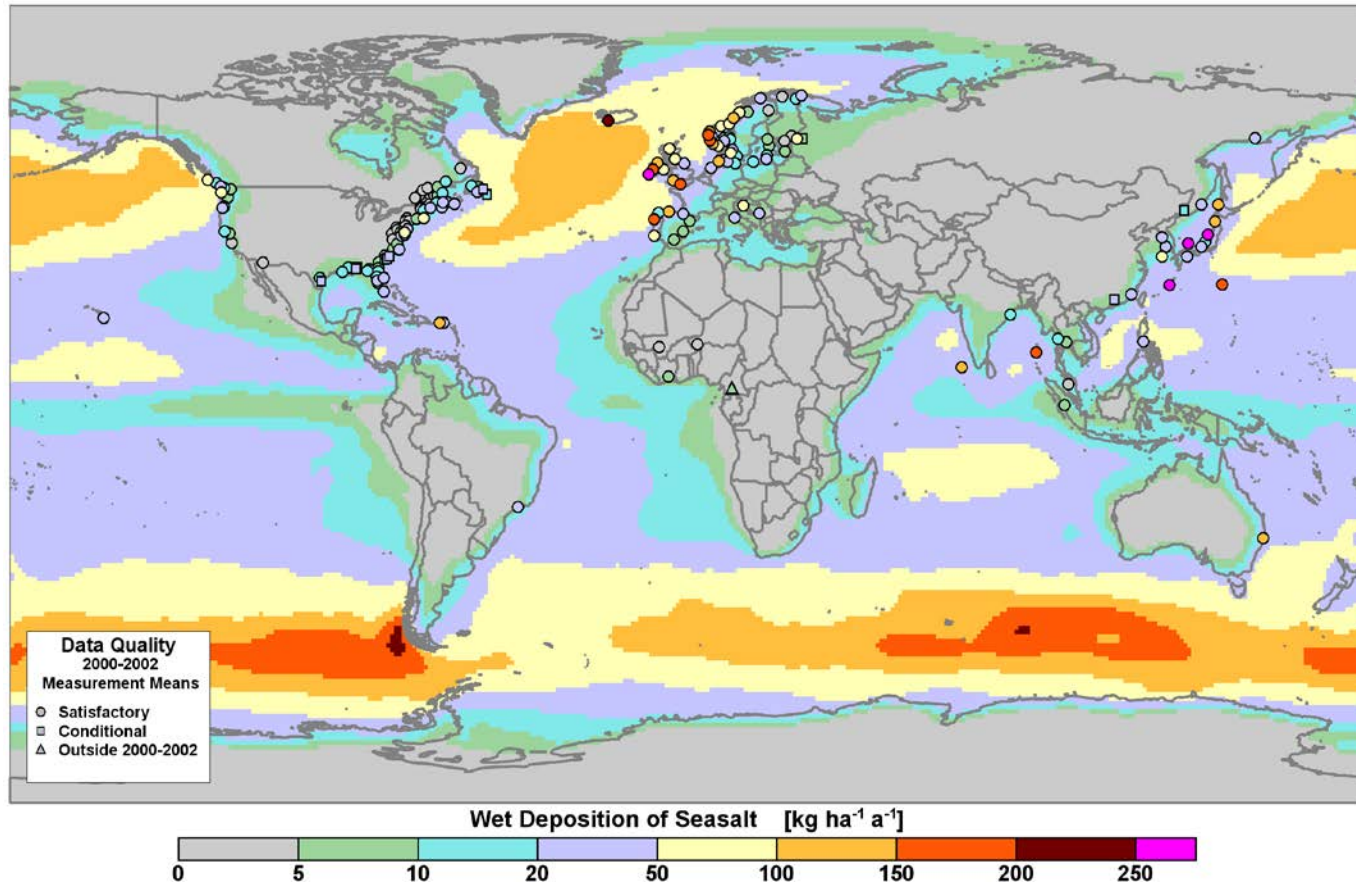 Data Quality
2000-2002
Measurement Means
Satisfactory
Conditional
Outside 2000-2002
Wet Deposition of Seasalt [kg ha⁻¹ a⁻¹]
0 5 10 20 50 100 150 200 250